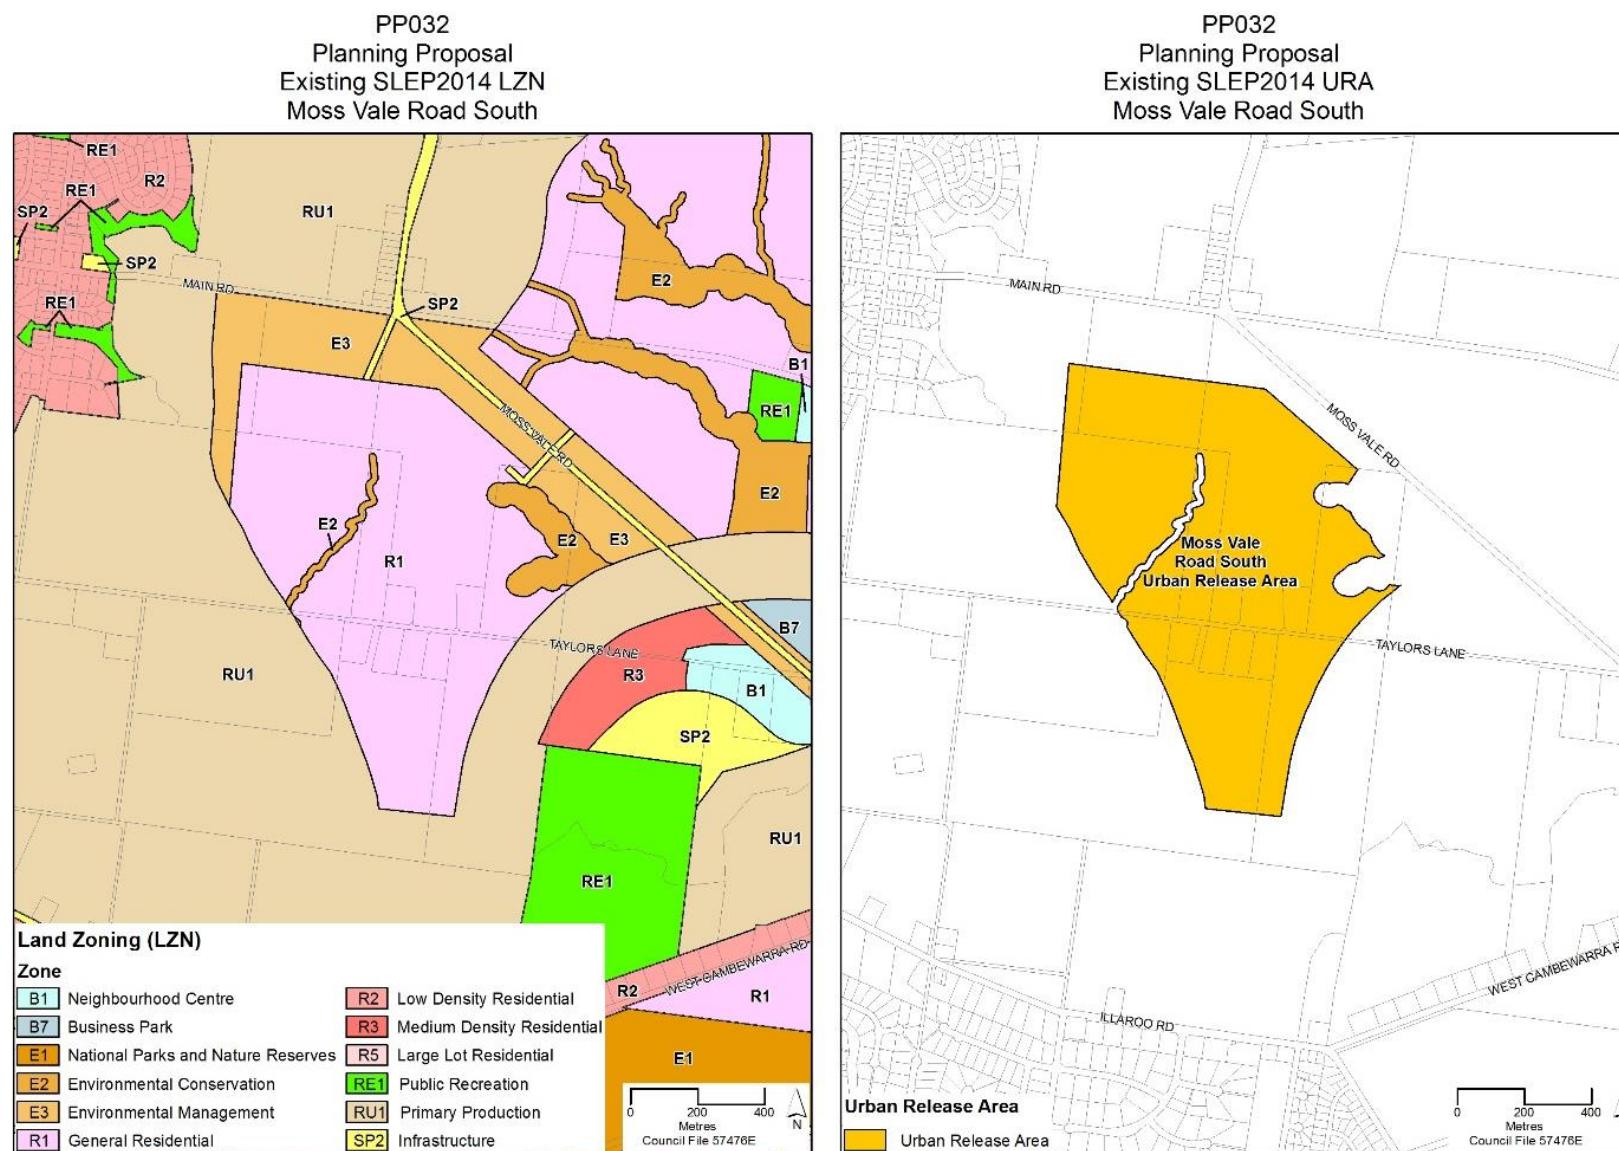 PP032
Planning Proposal
Existing SLEP2014 LZN
Moss Vale Road South
RE1
R2
RE1
SP2
RU1
SP2
MAIN RD
RE1
SP2
E2
E3
B1
RE1
MOSS VALE RD
E2
E2
R1
E2
E3
B7
TAYLORS LANE
RU1
R3
B1
SP2
RU1
RE1
WEST CAMBEWARRA RD
R2
R1
E1
Land Zoning (LZN)
Zone
B1 Neighbourhood Centre
B7 Business Park
E1 National Parks and Nature Reserves
E2 Environmental Conservation
E3 Environmental Management
R1 General Residential
R2 Low Density Residential
R3 Medium Density Residential
R5 Large Lot Residential
RE1 Public Recreation
RU1 Primary Production
SP2 Infrastructure
0 200 400
Metres
Council File 57476E
N
PP032
Planning Proposal
Existing SLEP2014 URA
Moss Vale Road South
MAIN RD
MOSS VALE RD
Moss Vale
Road South
Urban Release Area
TAYLORS LANE
WEST CAMBEWARRA R
ILLAROO RD
Urban Release Area
Urban Release Area
0 200 400
Metres
Council File 57476E